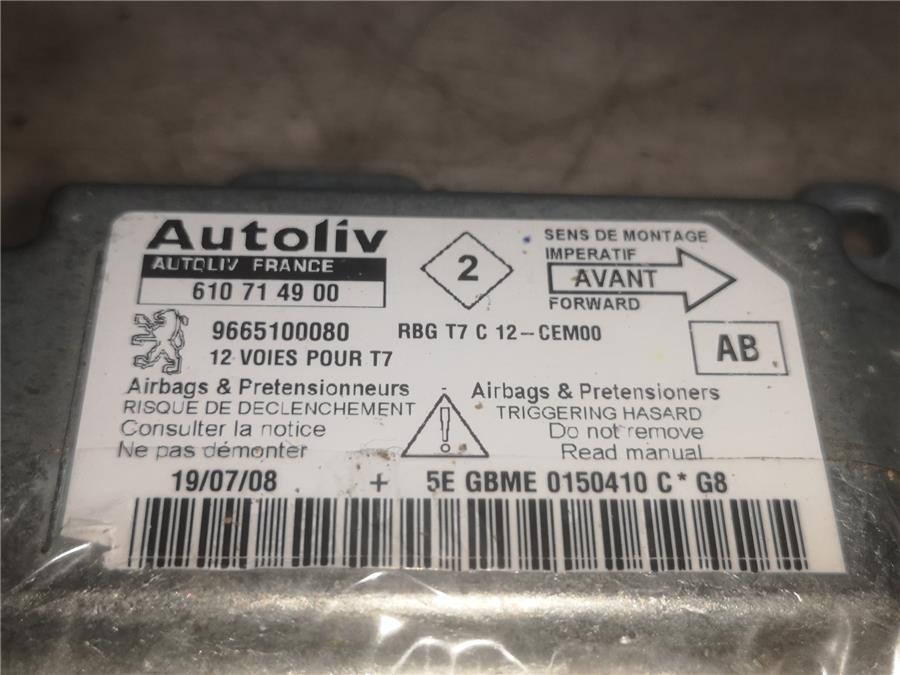 Autoliv
AUTOLIV FRANCE
610 71 49 00
2
SENS DE MONTAGE
IMPERATIF
AVANT
FORWARD
9665100080 RBG T7 C 12-CEM00
12 VOIES POUR T7
AB
Airbags & Pretensionneurs - Airbags & Pretensioners
RISQUE DE DECLENCHEMENT TRIGGERING HASARD
Consulter la notice Do not remove
Ne pas démonter Read manual
!
19/07/08 + 5E GBME 0150410 C * G8